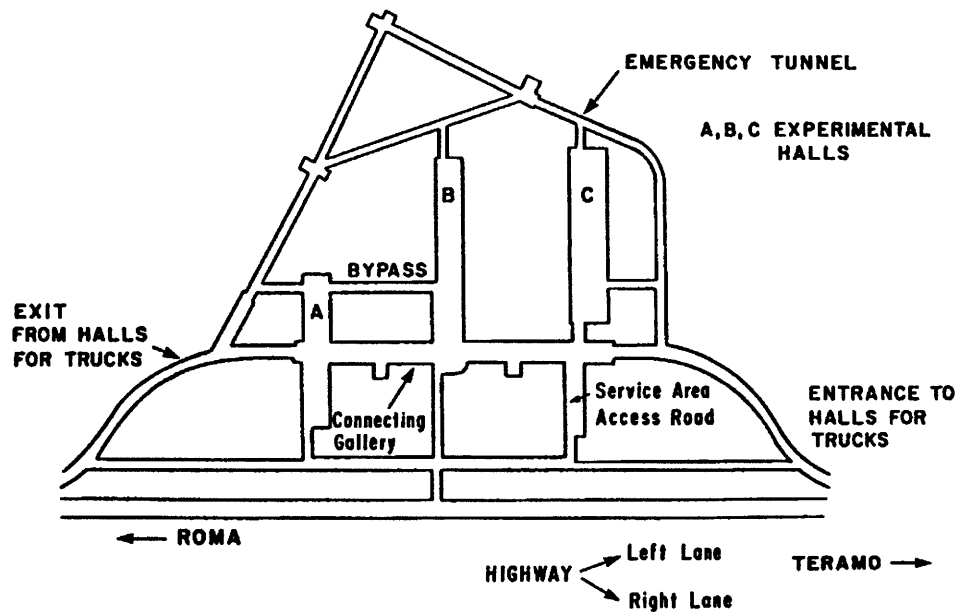 EMERGENCY TUNNEL
A,B,C EXPERIMENTAL
HALLS
B
C
BYPASS
A
EXIT
FROM HALLS
FOR TRUCKS
Connecting
Gallery
Service Area
Access Road
ENTRANCE TO
HALLS FOR
TRUCKS
ROMA
HIGHWAY
Left Lane
Right Lane
TERAMO